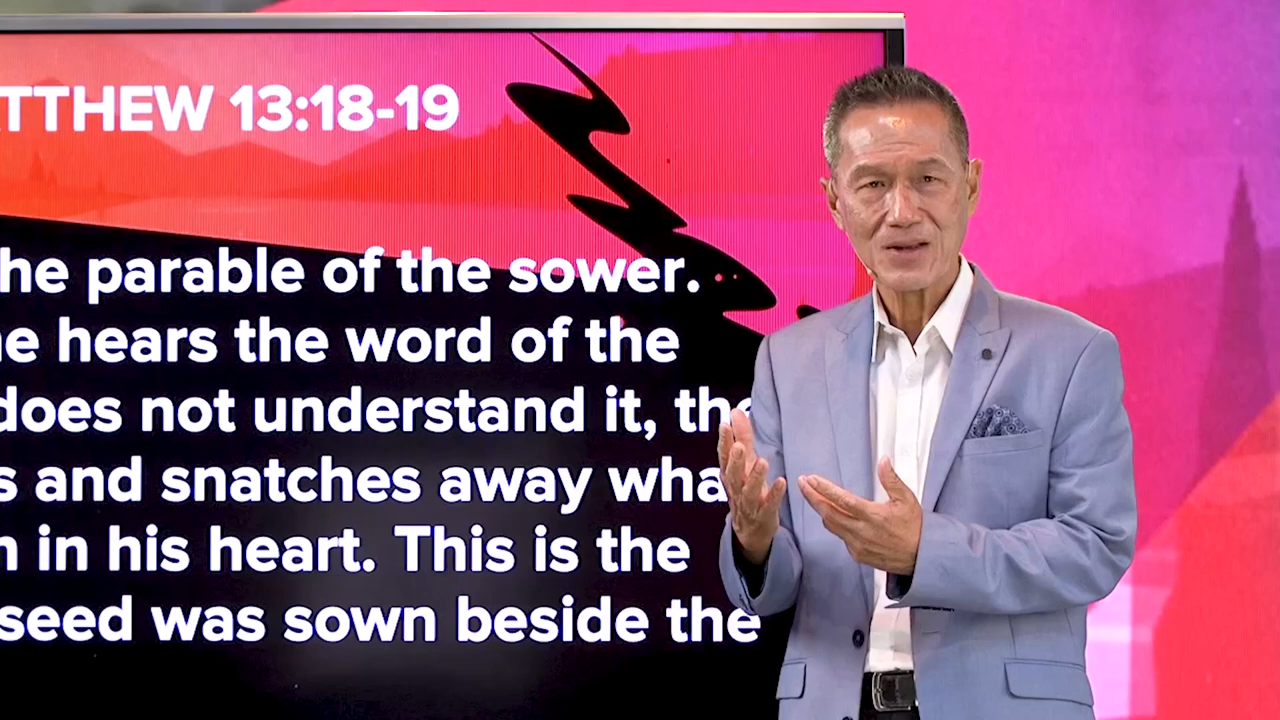 TTHEW 13:18-19
he parable of the sower.
e hears the word of the
does not understand it, the
s and snatches away wha
n in his heart. This is the
seed was sown beside the